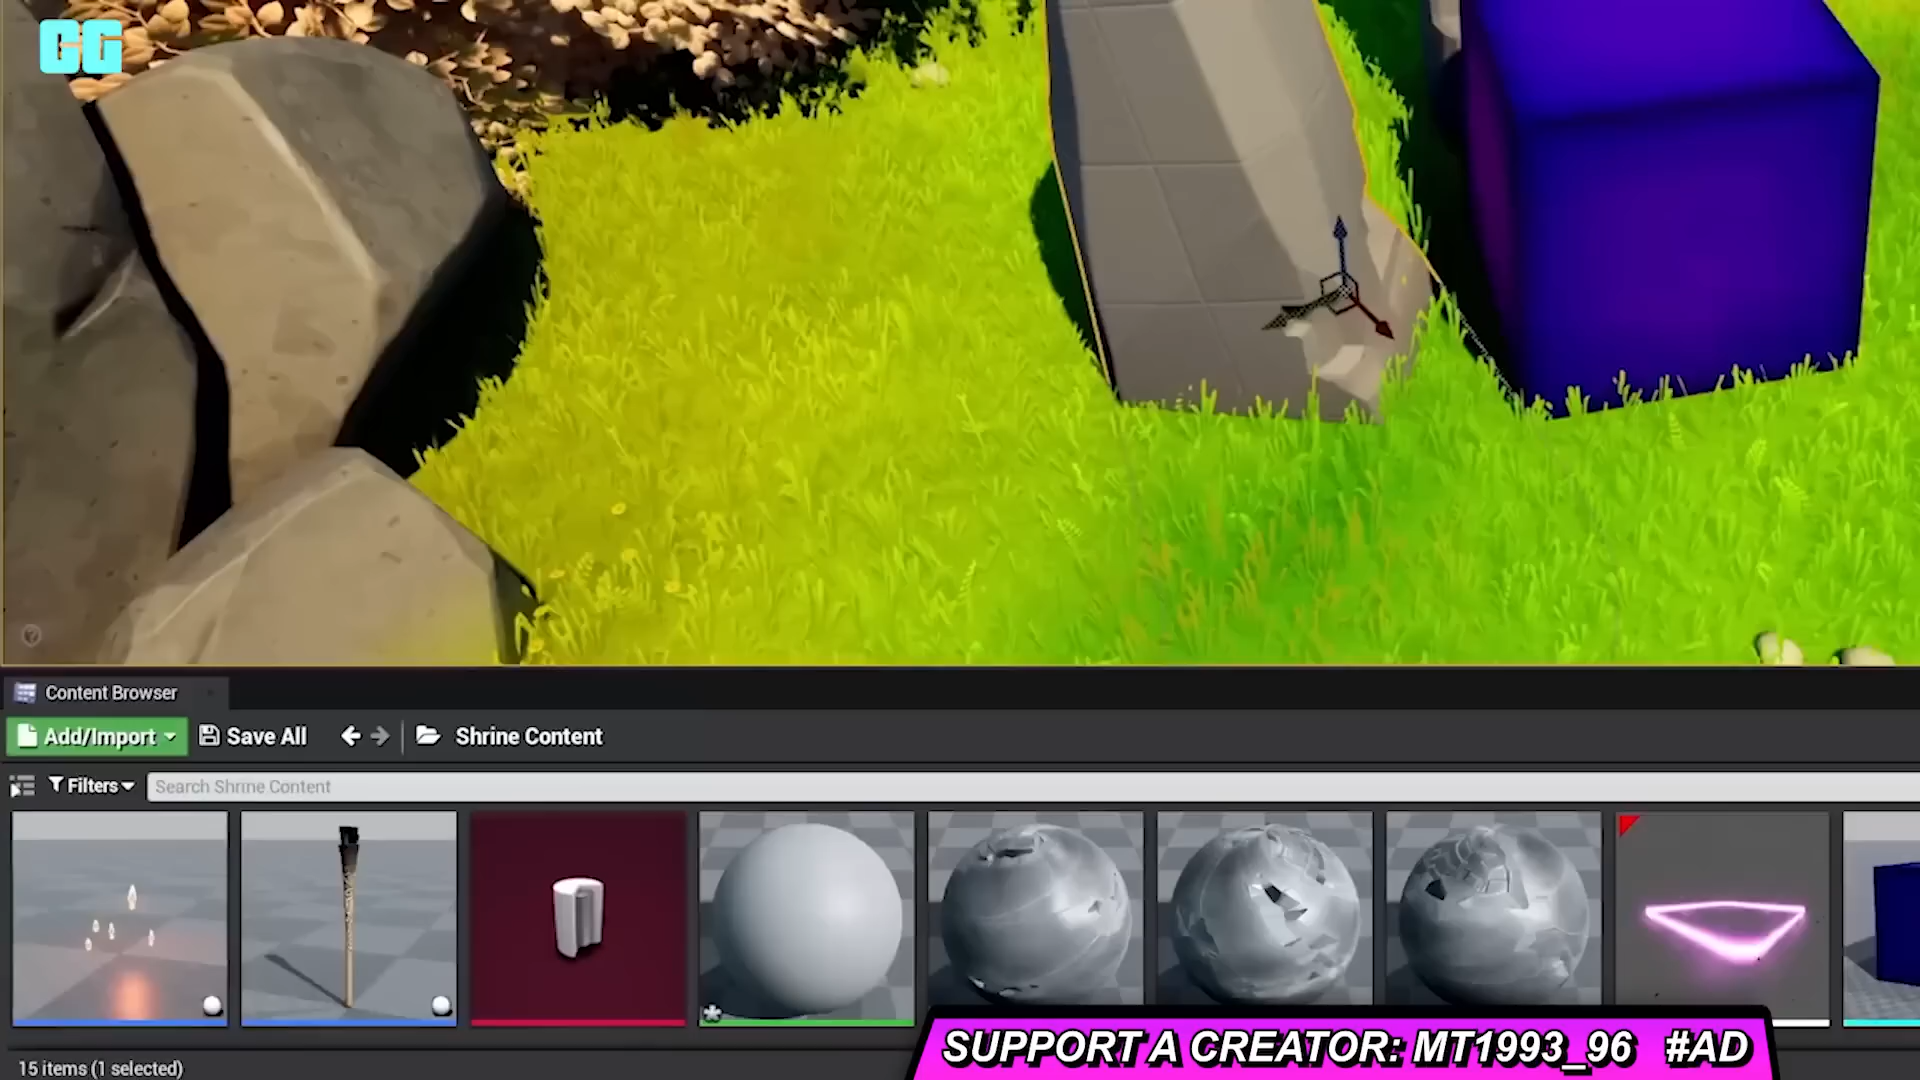 CG
Content Browser
Add/Import
Save All
Shrine Content
Filters
Search Shrine Content
15 items (1 selected)
SUPPORT A CREATOR: MT1993_96 #AD